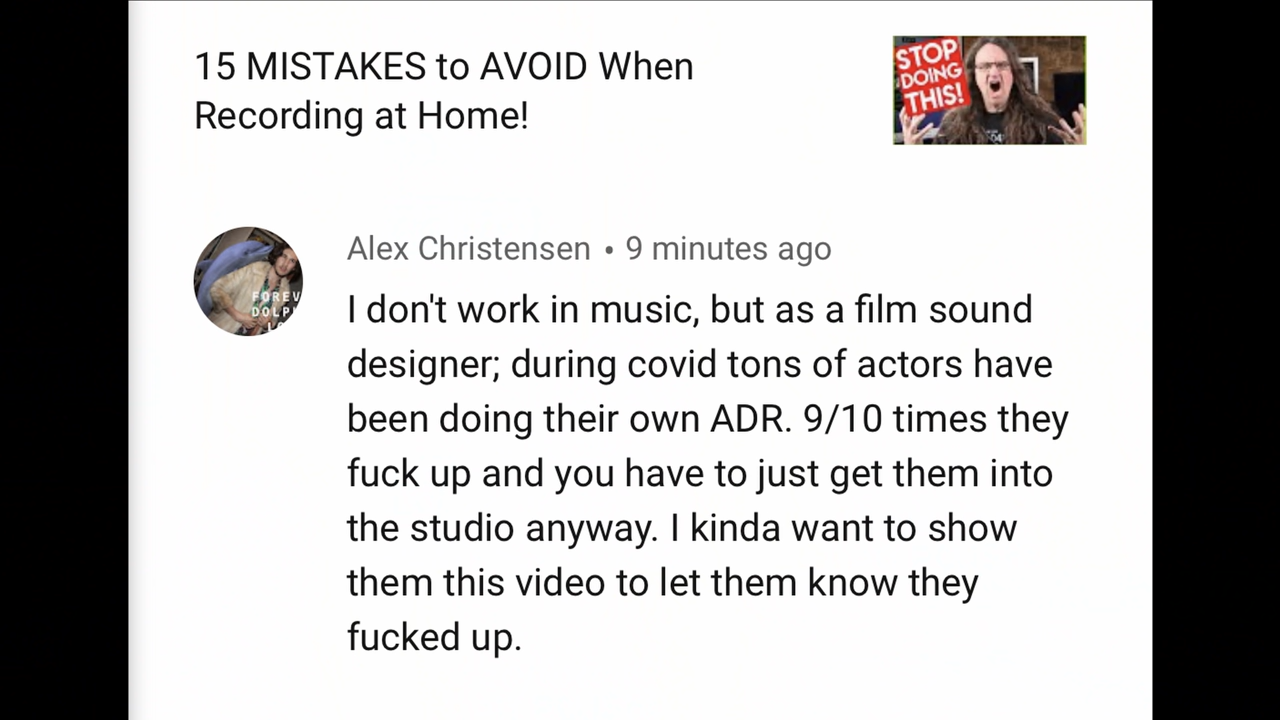 15 MISTAKES to AVOID When
Recording at Home!
STOP
DOING
THIS!
Alex Christensen • 9 minutes ago
FOREV
DOLP
I don't work in music, but as a film sound
designer; during covid tons of actors have
been doing their own ADR. 9/10 times they
fuck up and you have to just get them into
the studio anyway. I kinda want to show
them this video to let them know they
fucked up.